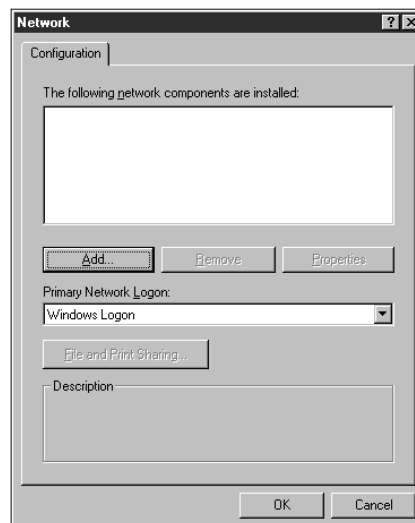 Network
Configuration
The following network components are installed:
Add... Remove Properties
Primary Network Logon:
Windows Logon
File and Print Sharing...
Description
OK Cancel